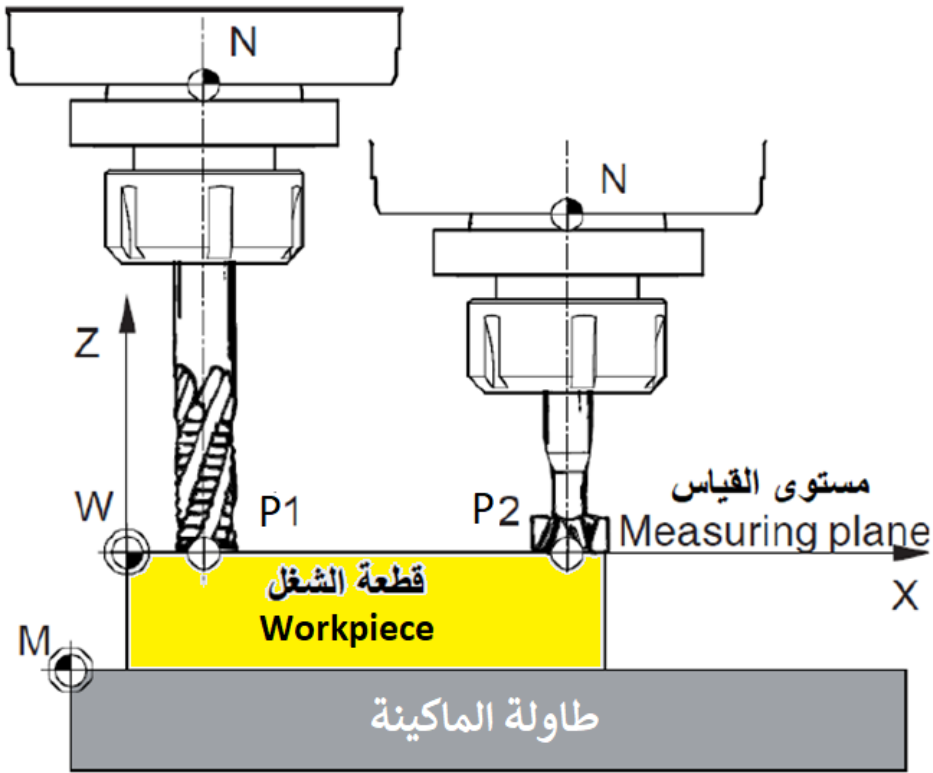 N
N
Z
W
P1
P2
مستوى القياس
Measuring plane
X
قطعة الشغل
Workpiece
M
طاولة الماكينة